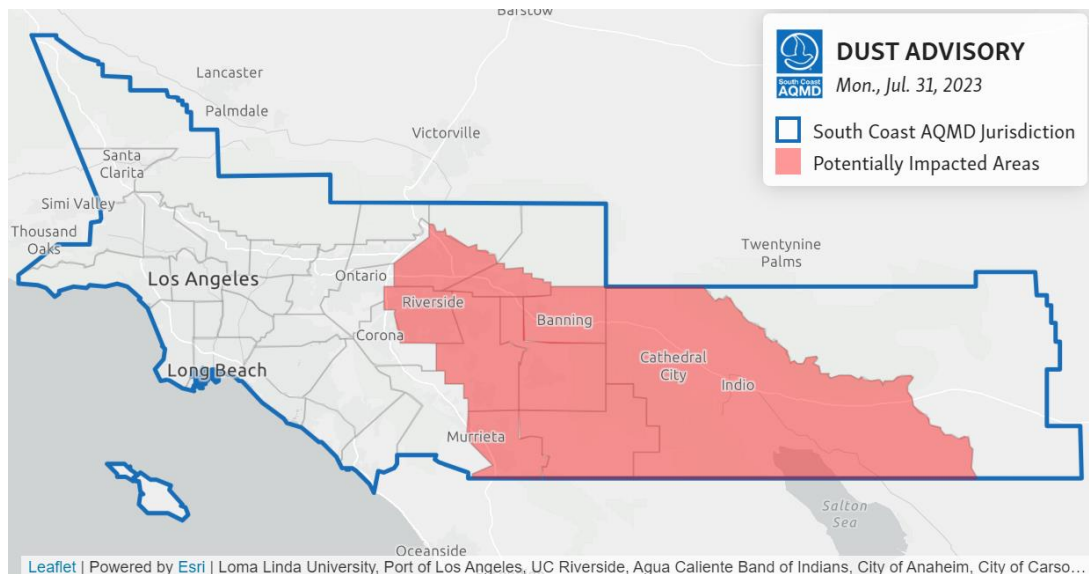 Barstow
DUST ADVISORY
South Coast
AQMD
Mon., Jul. 31, 2023
South Coast AQMD Jurisdiction
Potentially Impacted Areas
Lancaster
Palmdale
Victorville
Santa
Clarita
Simi Valley
Thousand
Oaks
Twentynine
Palms
Los Angeles
Ontario
Riverside
Banning
Corona
Cathedral
City
Long Beach
Indio
Murrieta
Salton
Sea
Oceanside
Leaflet | Powered by Esri | Loma Linda University, Port of Los Angeles, UC Riverside, Agua Caliente Band of Indians, City of Anaheim, City of Carso...